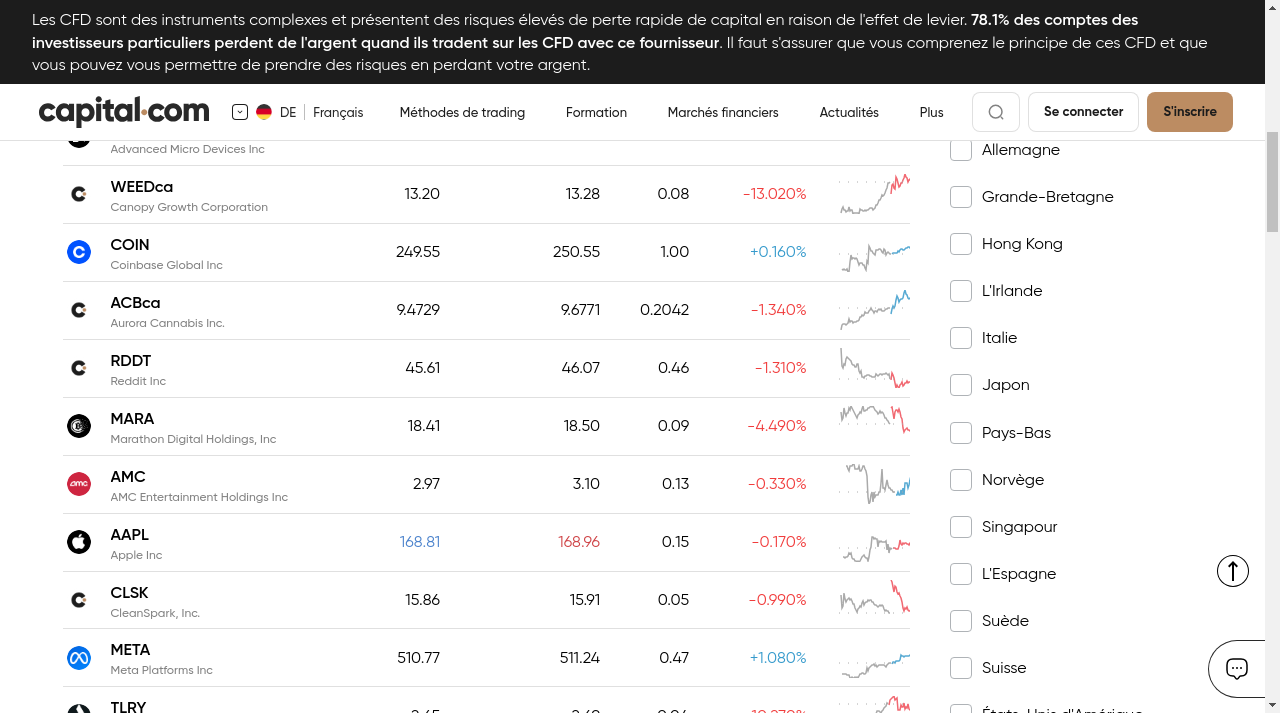 Les CFD sont des instruments complexes et présentent des risques élevés de perte rapide de capital en raison de l'effet de levier. 78.1% des comptes des
investisseurs particuliers perdent de l'argent quand ils tradent sur les CFD avec ce fournisseur. Il faut s'assurer que vous comprenez le principe de ces CFD et que
vous pouvez vous permettre de prendre des risques en perdant votre argent.
capital.com DE Français Méthodes de trading Formation Marchés financiers Actualités Plus Se connecter S'inscrire
Advanced Micro Devices Inc
WEEDca 13.20 13.28 0.08 -13.020%
Canopy Growth Corporation
COIN 249.55 250.55 1.00 +0.160%
Coinbase Global Inc
ACBca 9.4729 9.6771 0.2042 -1.340%
Aurora Cannabis Inc.
RDDT 45.61 46.07 0.46 -1.310%
Reddit Inc
MARA 18.41 18.50 0.09 -4.490%
Marathon Digital Holdings, Inc
AMC 2.97 3.10 0.13 -0.330%
AMC Entertainment Holdings Inc
AAPL 168.81 168.96 0.15 -0.170%
Apple Inc
CLSK 15.86 15.91 0.05 -0.990%
CleanSpark, Inc.
META 510.77 511.24 0.47 +1.080%
Meta Platforms Inc
TLRY
Allemagne
Grande-Bretagne
Hong Kong
L'Irlande
Italie
Japon
Pays-Bas
Norvège
Singapour
L'Espagne
Suède
Suisse
États-Unis d'Amérique